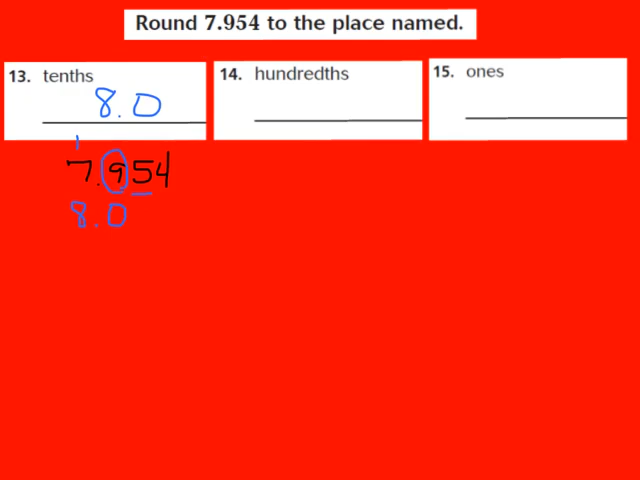 Round 7.954 to the place named.
13. tenths
8.0
14. hundredths
15. ones
1
7.954
8.0